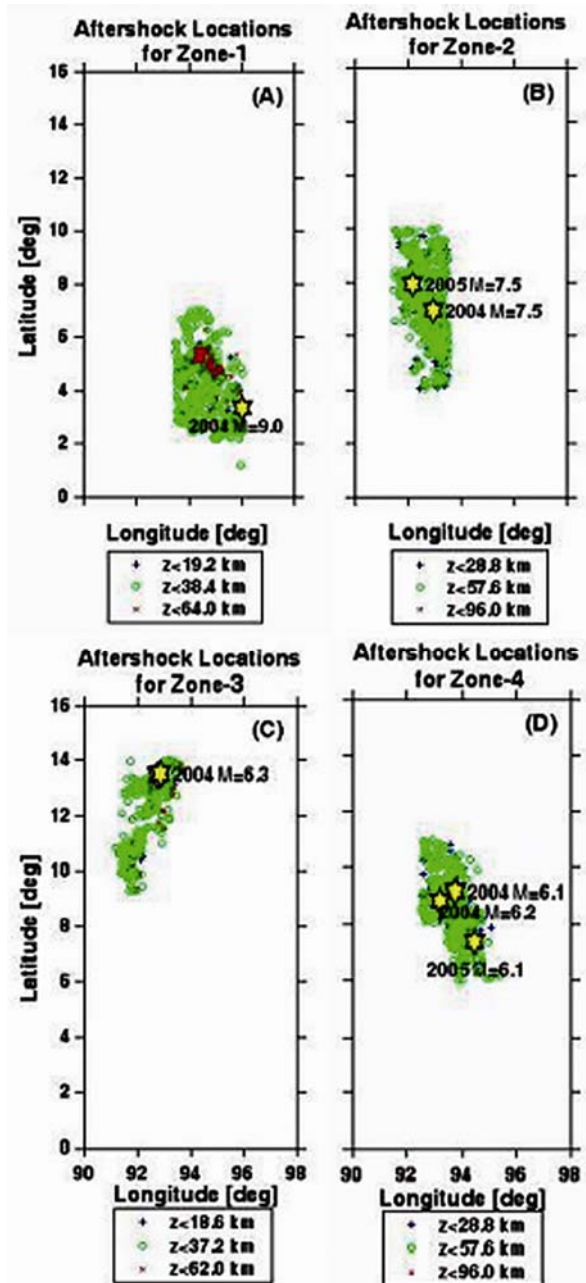 Aftershock Locations
for Zone-1
(A)
16
14
12
10
8
6
4
2
0
Latitude [deg]
2004 M=9.0
Longitude [deg]
z<19.2 km
z<38.4 km
z<64.0 km
Aftershock Locations
for Zone-2
(B)
2005 M=7.5
2004 M=7.5
Longitude [deg]
z<28.8 km
z<57.6 km
z<96.0 km
Aftershock Locations
for Zone-3
(C)
16
14
12
10
8
6
4
2
0
Latitude [deg]
2004 M=6.3
90 92 94 96 98
Longitude [deg]
z<18.6 km
z<37.2 km
z<62.0 km
Aftershock Locations
for Zone-4
(D)
2004 M=6.1
2004 M=6.2
2005 M=6.1
90 92 94 96 98
Longitude [deg]
z<28.8 km
z<57.6 km
z<96.0 km